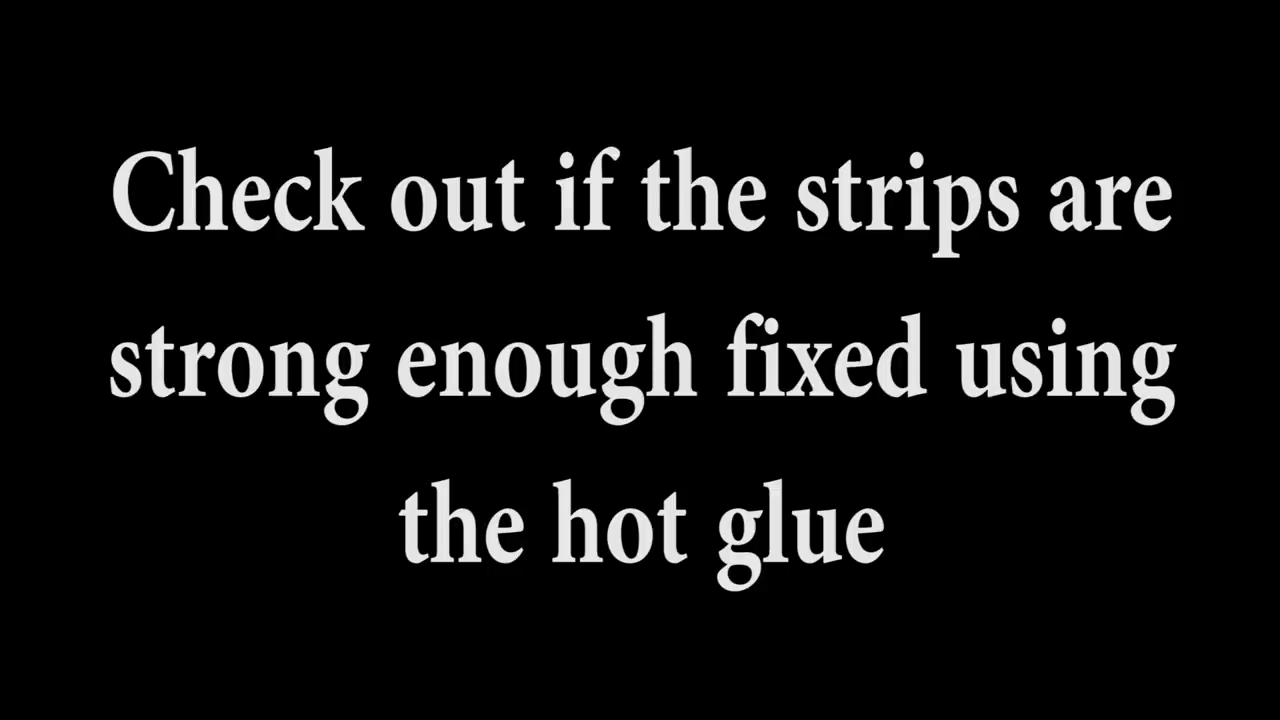 Check out if the strips are
strong enough fixed using
the hot glue